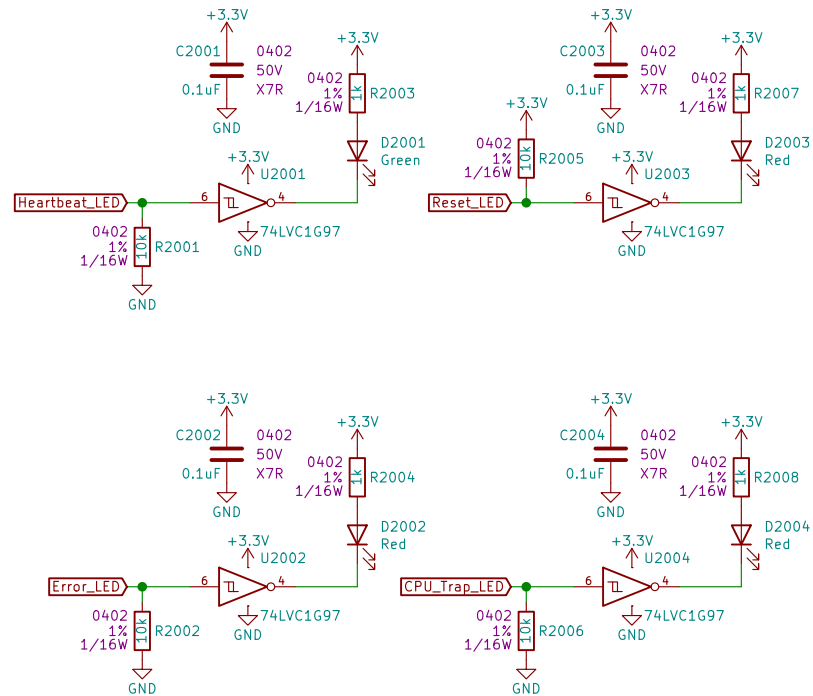 +3.3V
C2001
0402
50V
0.1uF
X7R
GND
+3.3V
0402
1%
1/16W
1k
R2003
D2001
Green
+3.3V
U2001
Heartbeat_LED
6
4
74LVC1G97
GND
0402
1%
1/16W
10k
R2001
GND
+3.3V
C2003
0402
50V
0.1uF
X7R
GND
+3.3V
0402
1%
1/16W
1k
R2007
D2003
Red
+3.3V
0402
1%
1/16W
10k
R2005
+3.3V
U2003
Reset_LED
6
4
74LVC1G97
GND
+3.3V
C2002
0402
50V
0.1uF
X7R
GND
+3.3V
0402
1%
1/16W
1k
R2004
D2002
Red
+3.3V
U2002
Error_LED
6
4
74LVC1G97
GND
0402
1%
1/16W
10k
R2002
GND
+3.3V
C2004
0402
50V
0.1uF
X7R
GND
+3.3V
0402
1%
1/16W
1k
R2008
D2004
Red
+3.3V
U2004
CPU_Trap_LED
6
4
74LVC1G97
GND
0402
1%
1/16W
10k
R2006
GND